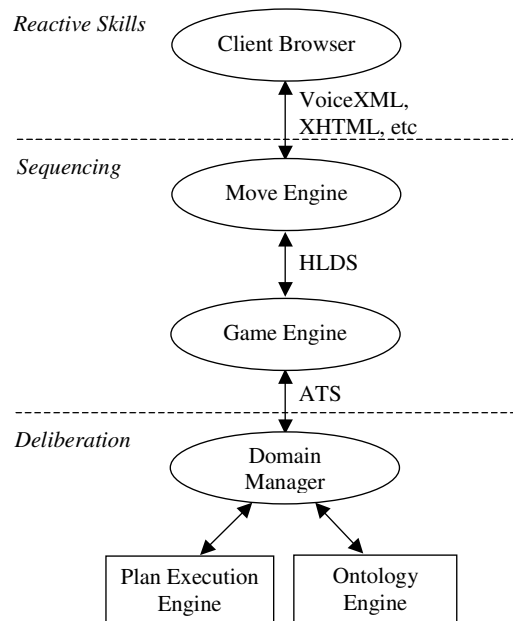 Reactive Skills
Client Browser
VoiceXML,
XHTML, etc
Sequencing
Move Engine
HLDS
Game Engine
ATS
Deliberation
Domain
Manager
Plan Execution
Engine
Ontology
Engine